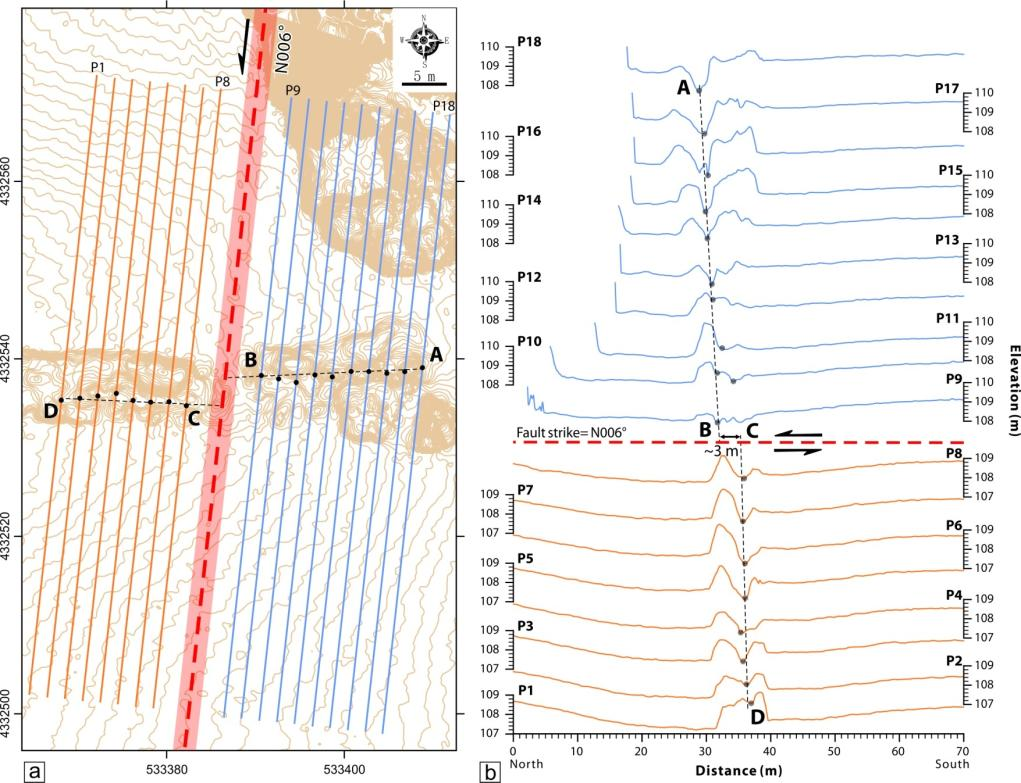 N006°
N
W
E
S
5 m
P1
P8
P9
P18
4332560
4332540
4332520
4332500
A
B
C
D
533380
533400
a
P18
110
109
108
A
P17
110
109
108
P16
110
109
108
P15
110
109
108
P14
110
109
108
P13
110
109
108
P12
110
109
108
P11
110
109
108
P10
110
109
108
P9
110
109
108
Fault strike= N006°
B
C
~3 m
P8
109
108
107
P7
109
108
107
P6
109
108
107
P5
109
108
107
P4
109
108
107
P3
109
108
107
P2
109
108
107
P1
109
108
107
D
Elevation (m)
0
10
20
30
40
50
60
70
North
South
Distance (m)
b